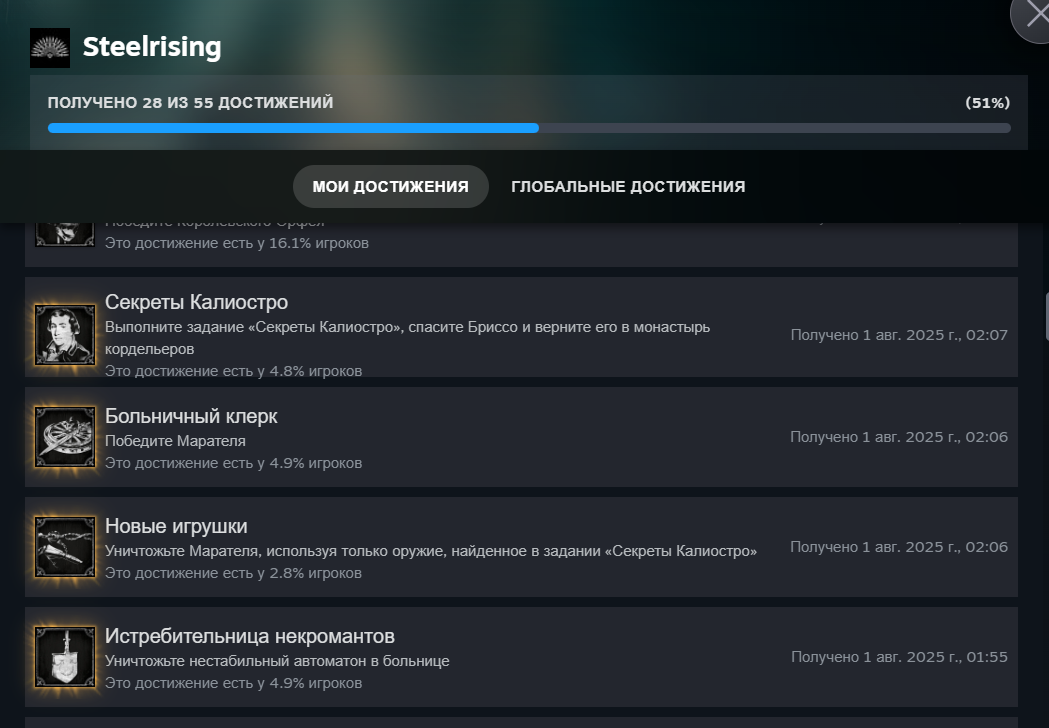 Steelrising
ПОЛУЧЕНО 28 ИЗ 55 ДОСТИЖЕНИЙ
(51%)
МОИ ДОСТИЖЕНИЯ
ГЛОБАЛЬНЫЕ ДОСТИЖЕНИЯ
Победите Королевского Орфея
Это достижение есть у 16.1% игроков
Секреты Калиостро
Выполните задание «Секреты Калиостро», спасите Бриссо и верните его в монастырь
кордельеров
Это достижение есть у 4.8% игроков
Получено 1 авг. 2025 г., 02:07
Больничный клерк
Победите Марателя
Это достижение есть у 4.9% игроков
Получено 1 авг. 2025 г., 02:06
Новые игрушки
Уничтожьте Марателя, используя только оружие, найденное в задании «Секреты Калиостро»
Это достижение есть у 2.8% игроков
Получено 1 авг. 2025 г., 02:06
Истребительница некромантов
Уничтожьте нестабильный автоматон в больнице
Это достижение есть у 4.9% игроков
Получено 1 авг. 2025 г., 01:55